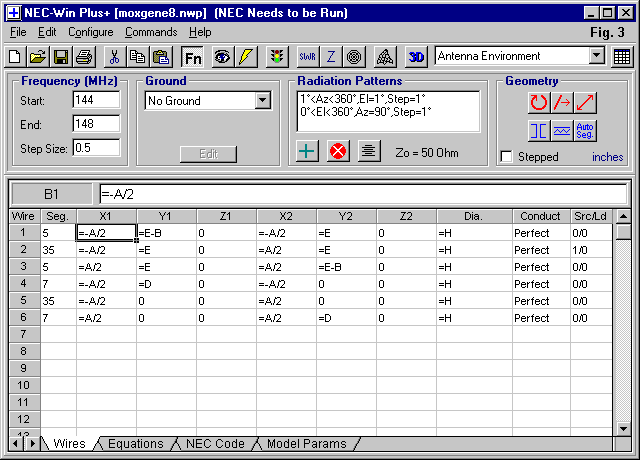 NEC-Win Plus+ [moxgene8.nwp] (NEC Needs to be Run)
File Edit Configure Commands Help Fig. 3
Fn SWR Z 3D Antenna Environment
Frequency (MHz) Ground Radiation Patterns Geometry
Start: 144 No Ground 1°<Az<360°,El=1°,Step=1°
0°<El<360°,Az=90°,Step=1°
End: 148
Step Size: 0.5 Edit Zo = 50 Ohm Auto Seg.
Stepped inches
B1 =-A/2
Wire Seg. X1 Y1 Z1 X2 Y2 Z2 Dia. Conduct Src/Ld
1 5 =-A/2 =E-B 0 =-A/2 =E 0 =H Perfect 0/0
2 35 =-A/2 =E 0 =A/2 =E 0 =H Perfect 1/0
3 5 =A/2 =E 0 =A/2 =E-B 0 =H Perfect 0/0
4 7 =-A/2 =D 0 =-A/2 0 0 =H Perfect 0/0
5 35 =-A/2 0 0 =A/2 0 0 =H Perfect 0/0
6 7 =A/2 0 0 =A/2 =D 0 =H Perfect 0/0
7
8
9
10
11
12
13
Wires Equations NEC Code Model Params